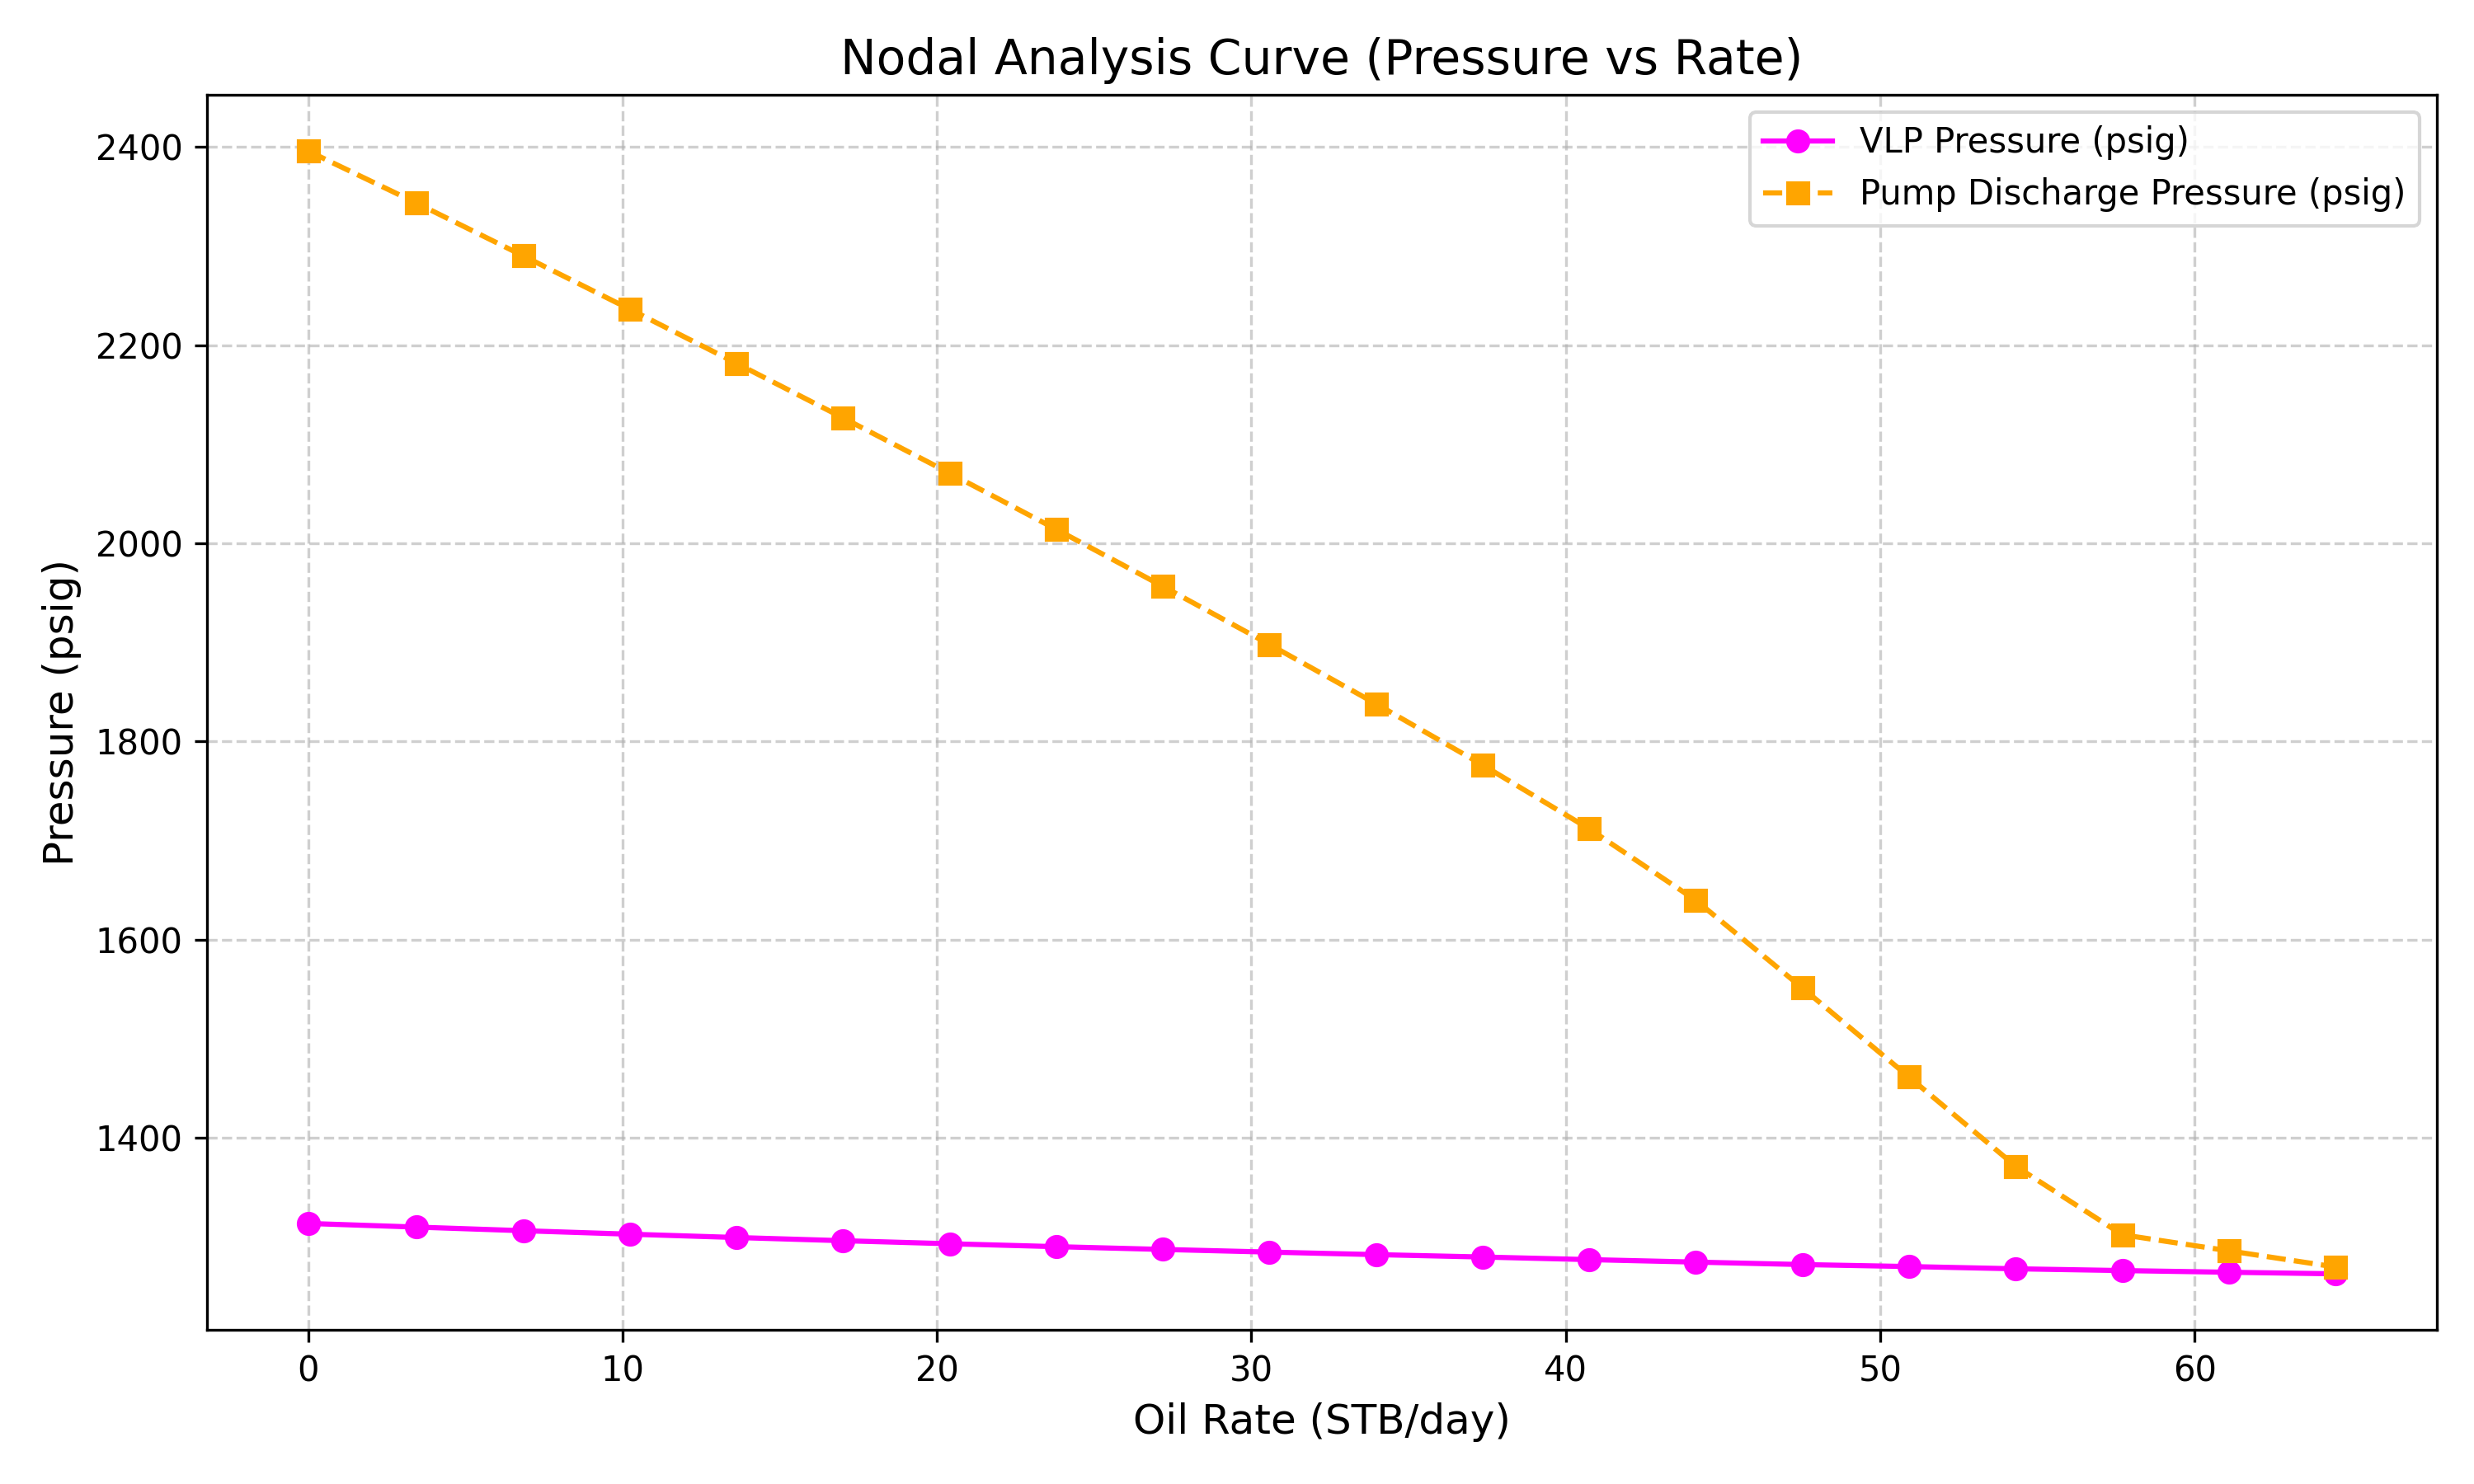 Nodal Analysis Curve (Pressure vs Rate)
VLP Pressure (psig)
Pump Discharge Pressure (psig)
2400
2200
2000
1800
1600
1400
Pressure (psig)
0 10 20 30 40 50 60
Oil Rate (STB/day)